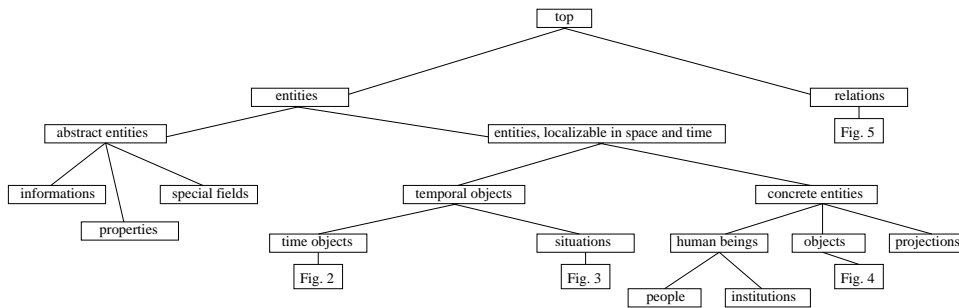 top
entities
relations
abstract entities
entities, localizable in space and time
Fig. 5
informations
special fields
temporal objects
concrete entities
properties
time objects
situations
human beings
objects
projections
Fig. 2
Fig. 3
Fig. 4
people
institutions